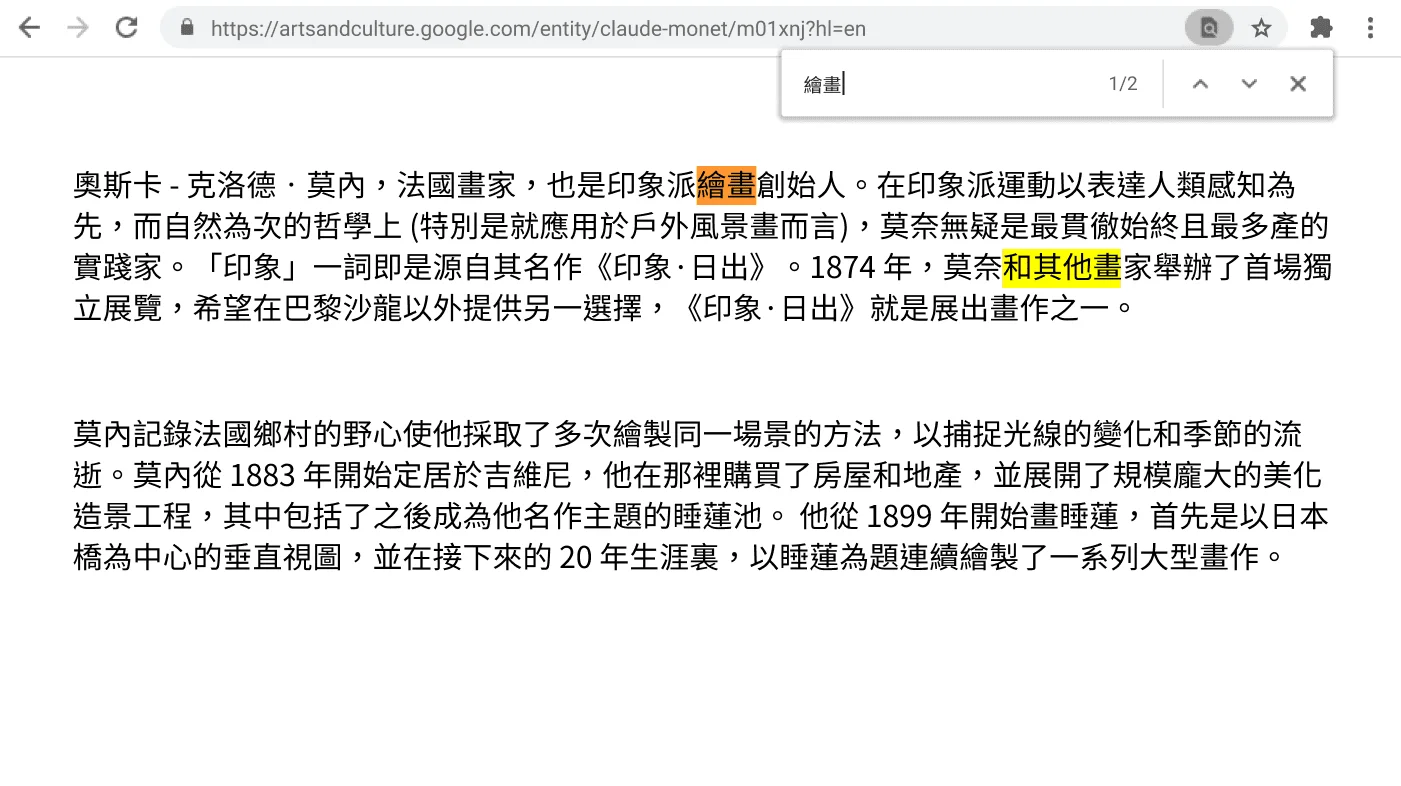 https://artsandculture.google.com/entity/claude-monet/m01xnj?hl=en
繪畫
1/2
奧斯卡 - 克洛德．莫內，法國畫家，也是印象派繪畫創始人。在印象派運動以表達人類感知為
先，而自然為次的哲學上 (特別是就應用於戶外風景畫而言)，莫奈無疑是最貫徹始終且最多產的
實踐家。「印象」一詞即是源自其名作《印象·日出》。1874 年，莫奈和其他畫家舉辦了首場獨
立展覽，希望在巴黎沙龍以外提供另一選擇，《印象·日出》就是展出畫作之一。
莫內記錄法國鄉村的野心使他採取了多次繪製同一場景的方法，以捕捉光線的變化和季節的流
逝。莫內從 1883 年開始定居於吉維尼，他在那裡購買了房屋和地產，並展開了規模龐大的美化
造景工程，其中包括了之後成為他名作主題的睡蓮池。 他從 1899 年開始畫睡蓮，首先是以日本
橋為中心的垂直視圖，並在接下來的 20 年生涯裏，以睡蓮為題連續繪製了一系列大型畫作。